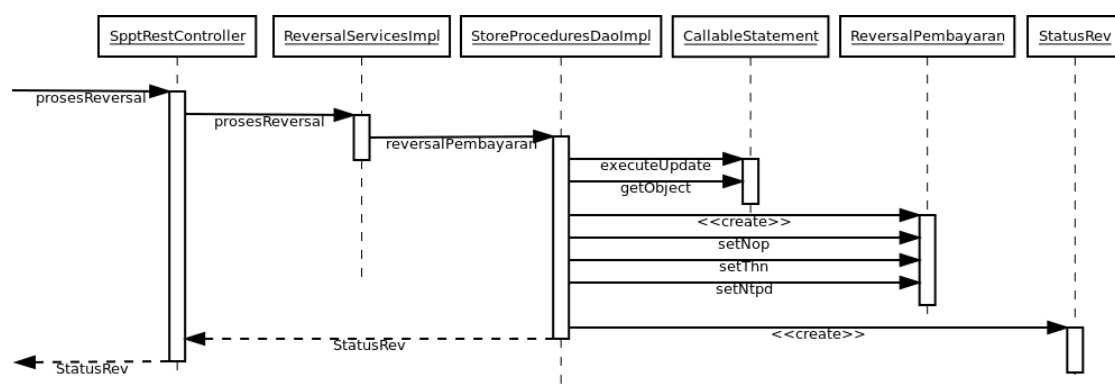 SpptRestController
ReversalServicesImpl
StoreProceduresDaoImpl
CallableStatement
ReversalPembayaran
StatusRev
prosesReversal
prosesReversal
reversalPembayaran
executeUpdate
getObject
<<create>>
setNop
setThn
setNtpd
<<create>>
StatusRev
StatusRev